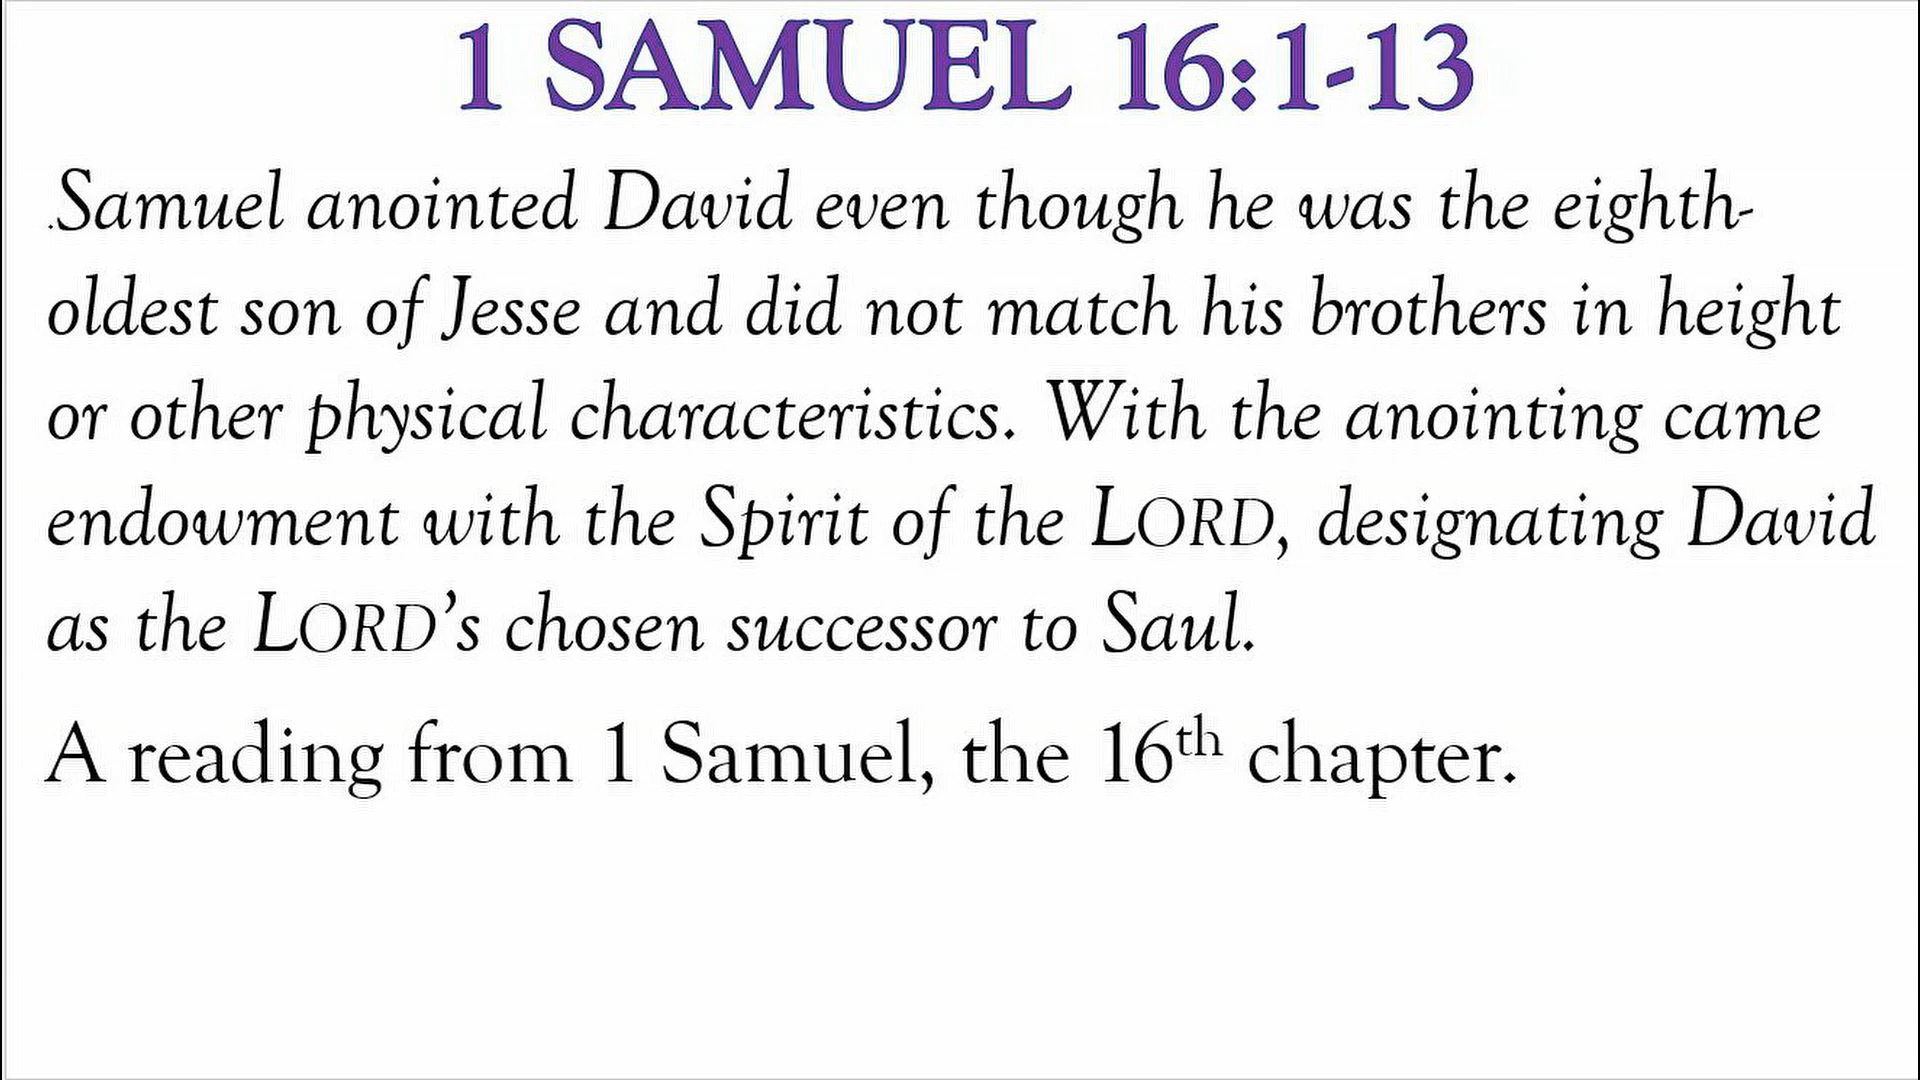 1 SAMUEL 16:1-13
.Samuel anointed David even though he was the eighth-
oldest son of Jesse and did not match his brothers in height
or other physical characteristics. With the anointing came
endowment with the Spirit of the LORD, designating David
as the LORD’s chosen successor to Saul.
A reading from 1 Samuel, the 16th chapter.